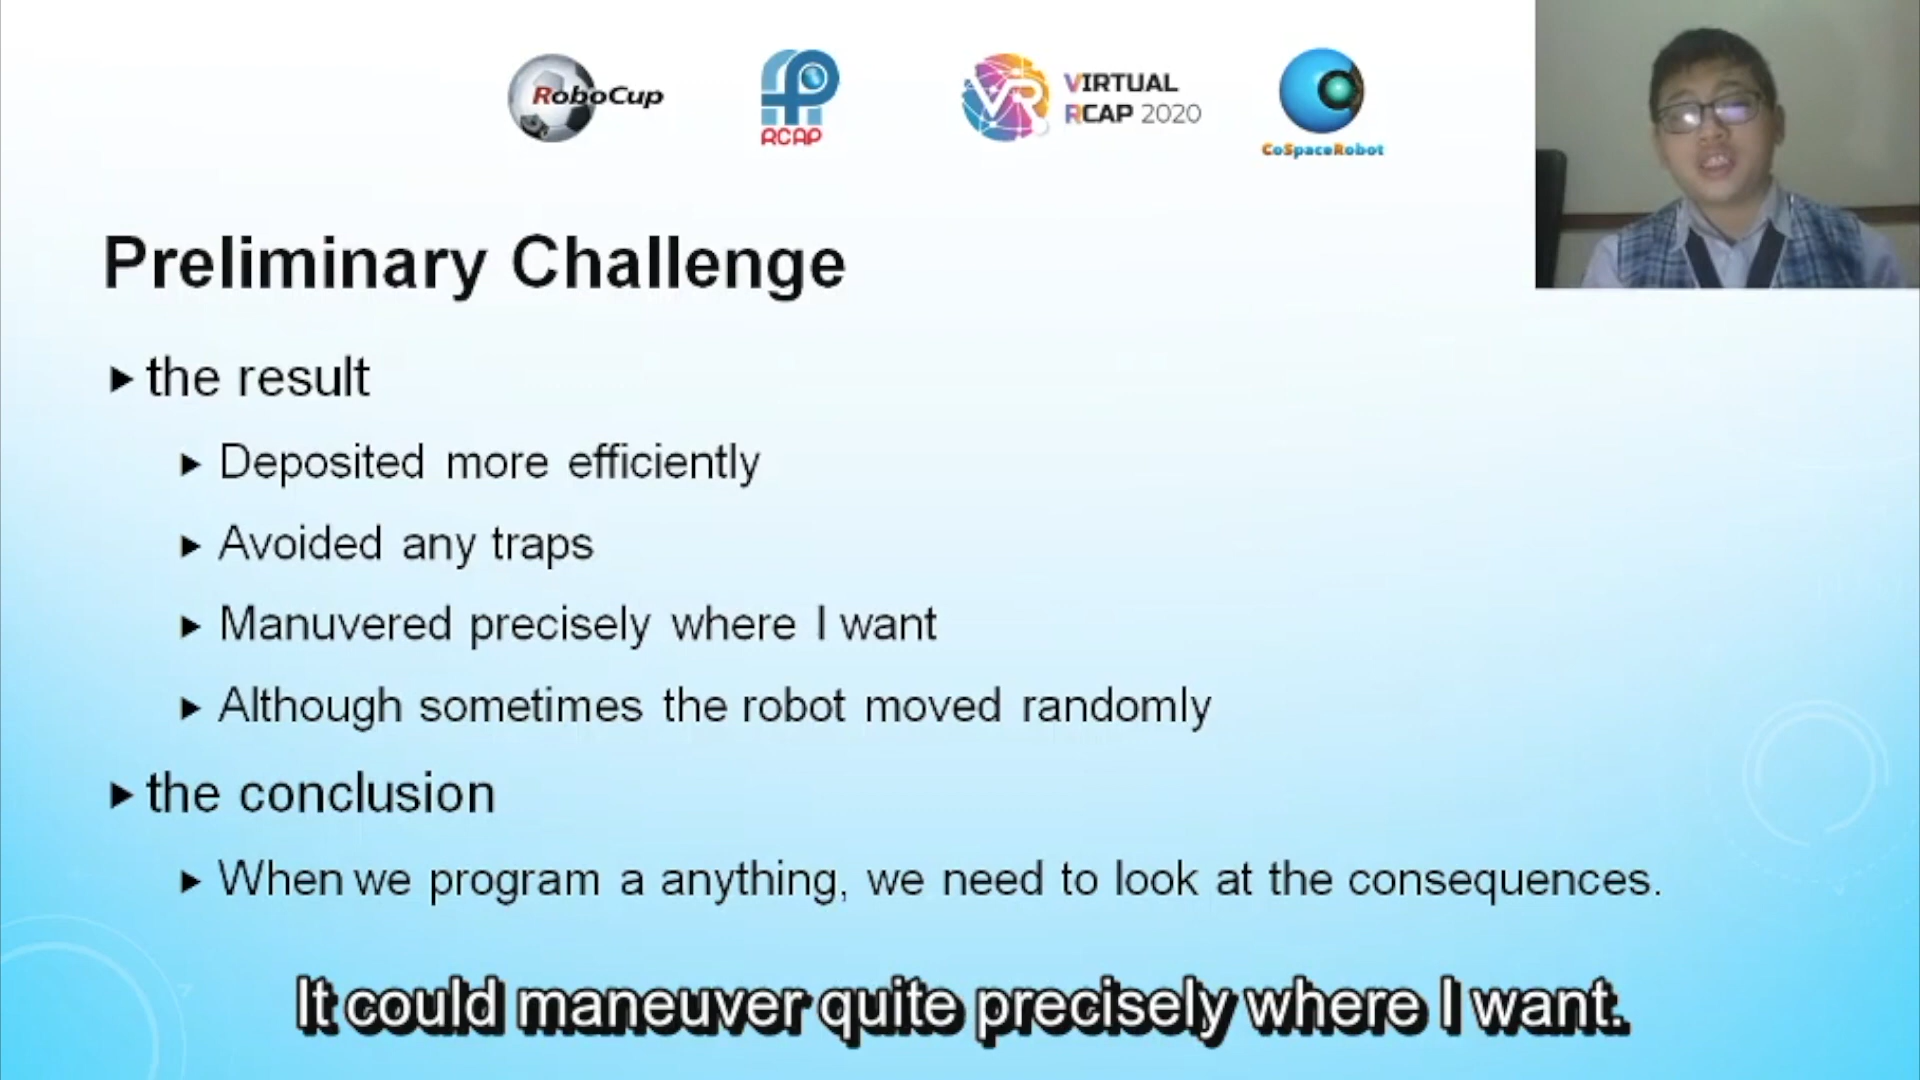 RoboCup
RCAP
VR
VIRTUAL
RCAP 2020
CoSpaceRobot
Preliminary Challenge
the result
Deposited more efficiently
Avoided any traps
Manuvered precisely where I want
Although sometimes the robot moved randomly
the conclusion
When we program a anything, we need to look at the consequences.
It could maneuver quite precisely where I want.